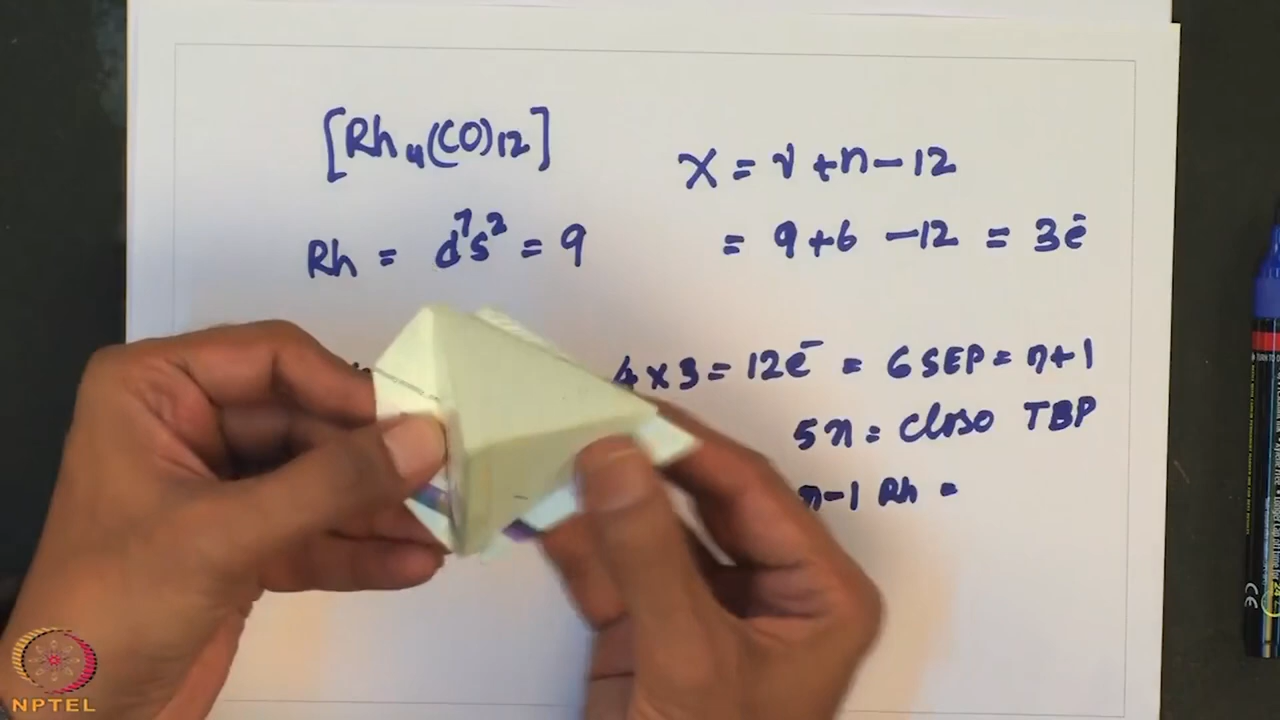 [Rh₄(CO)12]
x = v + n - 12
Rh = d⁷s² = 9
= 9 + 6 - 12 = 3ē
4 x 3 = 12ē = 6 SEP = n+1
5n = closo TBP
n-1 Rh =
NPTEL